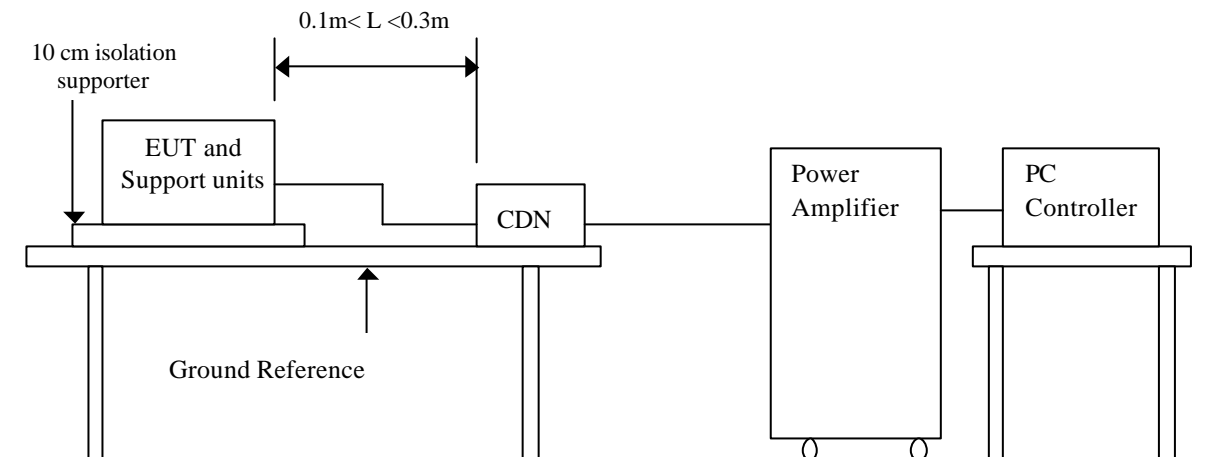 0.1m< L <0.3m
10 cm isolation
supporter
EUT and
Support units
CDN
Power
Amplifier
PC
Controller
Ground Reference